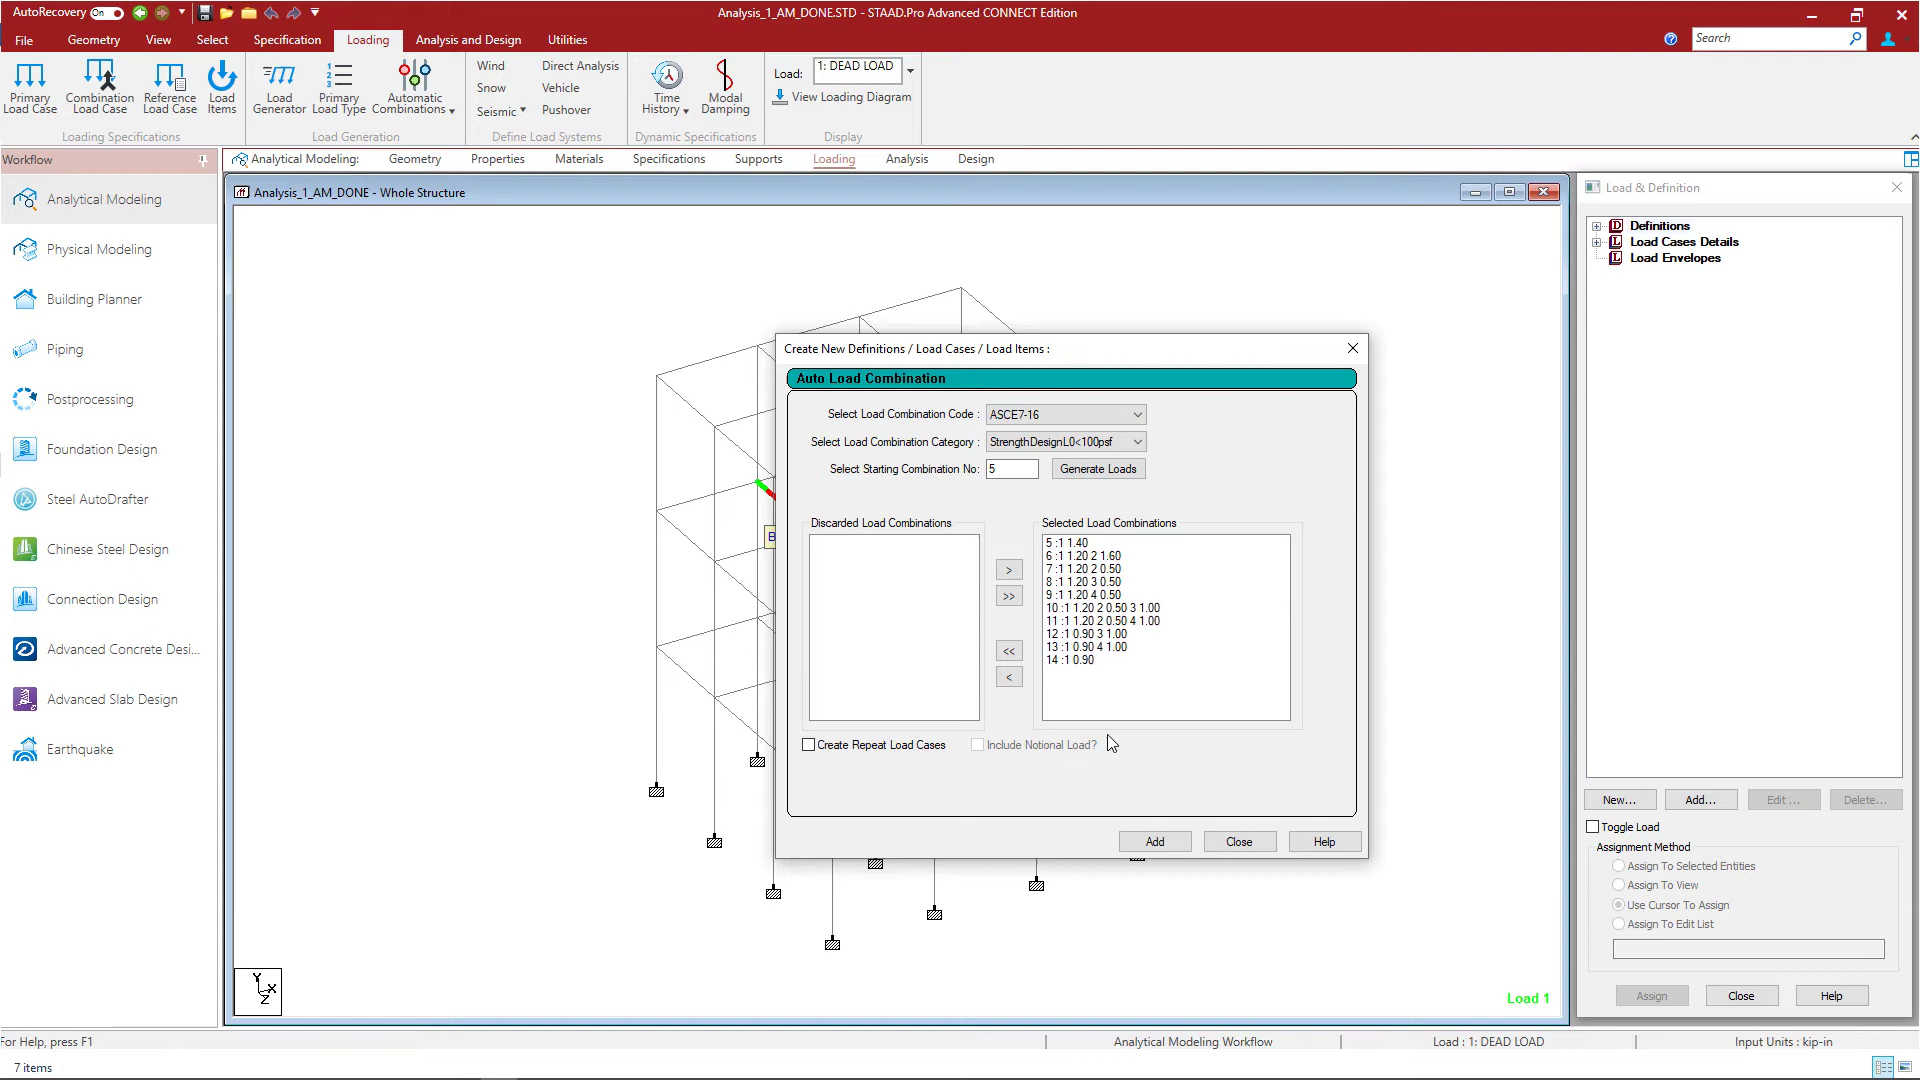 AutoRecovery On
Analysis_1_AM_DONE.STD - STAAD.Pro Advanced CONNECT Edition
File Geometry View Select Specification Loading Analysis and Design Utilities
Search
Primary Load Case
Combination Load Case
Reference Load Case
Load Items
Loading Specifications
Load Generator
Primary Load Type
Automatic Combinations
Load Generation
Wind
Snow
Seismic
Direct Analysis
Vehicle
Pushover
Define Load Systems
Time History
Modal Damping
Dynamic Specifications
Load: 1: DEAD LOAD
View Loading Diagram
Display
Workflow
Analytical Modeling: Geometry Properties Materials Specifications Supports Loading Analysis Design
Analytical Modeling
Physical Modeling
Building Planner
Piping
Postprocessing
Foundation Design
Steel AutoDrafter
Chinese Steel Design
Connection Design
Advanced Concrete Desi...
Advanced Slab Design
Earthquake
Analysis_1_AM_DONE - Whole Structure
B
Y
X
Z
Load 1
Create New Definitions / Load Cases / Load Items :
Auto Load Combination
Select Load Combination Code : ASCE7-16
Select Load Combination Category : StrengthDesignL0<100psf
Select Starting Combination No: 5 Generate Loads
Discarded Load Combinations
Selected Load Combinations
5 :1 1.40
6 :1 1.20 2 1.60
7 :1 1.20 2 0.50
8 :1 1.20 3 0.50
9 :1 1.20 4 0.50
10 :1 1.20 2 0.50 3 1.00
11 :1 1.20 2 0.50 4 1.00
12 :1 0.90 3 1.00
13 :1 0.90 4 1.00
14 :1 0.90
>
>>
<<
<
Create Repeat Load Cases
Include Notional Load?
Add Close Help
Load & Definition
D Definitions
L Load Cases Details
L Load Envelopes
New... Add... Edit ... Delete...
Toggle Load
Assignment Method
Assign To Selected Entities
Assign To View
Use Cursor To Assign
Assign To Edit List
Assign Close Help
For Help, press F1
Analytical Modeling Workflow
Load : 1: DEAD LOAD
Input Units : kip-in
7 items